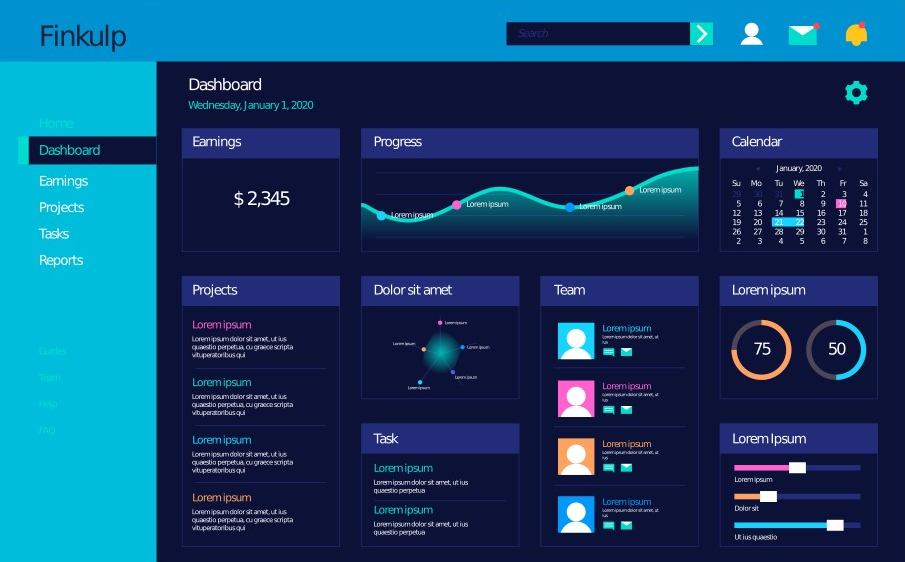 Finkulp
Search
Home
Dashboard
Earnings
Projects
Tasks
Reports
Guides
Team
Help
FAQ
Dashboard
Wednesday, January 1, 2020
Earnings
$ 2,345
Progress
Lorem ipsum
Lorem ipsum
Lorem ipsum
Lorem ipsum
Calendar
January, 2020
Su Mo Tu We Th Fr Sa
29 30 31 1 2 3 4
5 6 7 8 9 10 11
12 13 14 15 16 17 18
19 20 21 22 23 24 25
26 27 28 29 30 31 1
2 3 4 5 6 7 8
Projects
Lorem ipsum
Lorem ipsum dolor sit amet, ut ius
quaestio perpetua, cu graece scripta
vituperatoribus qui
Lorem ipsum
Lorem ipsum dolor sit amet, ut ius
quaestio perpetua, cu graece scripta
vituperatoribus qui
Lorem ipsum
Lorem ipsum dolor sit amet, ut ius
quaestio perpetua, cu graece scripta
vituperatoribus qui
Lorem ipsum
Lorem ipsum dolor sit amet, ut ius
quaestio perpetua, cu graece scripta
vituperatoribus qui
Dolor sit amet
Lorem ipsum
Lorem ipsum
Lorem ipsum
Lorem ipsum
Lorem ipsum
Task
Lorem ipsum
Lorem ipsum dolor sit amet, ut ius
quaestio perpetua
Lorem ipsum
Lorem ipsum dolor sit amet, ut ius
quaestio perpetua
Team
Lorem ipsum
Lorem ipsum dolor sit amet, ut
ius
Lorem ipsum
Lorem ipsum dolor sit amet, ut
ius
Lorem ipsum
Lorem ipsum dolor sit amet, ut
ius
Lorem ipsum
Lorem ipsum dolor sit amet, ut
ius
Lorem ipsum
75
50
Lorem Ipsum
Lorem ipsum
Dolor sit
Ut ius quaestio